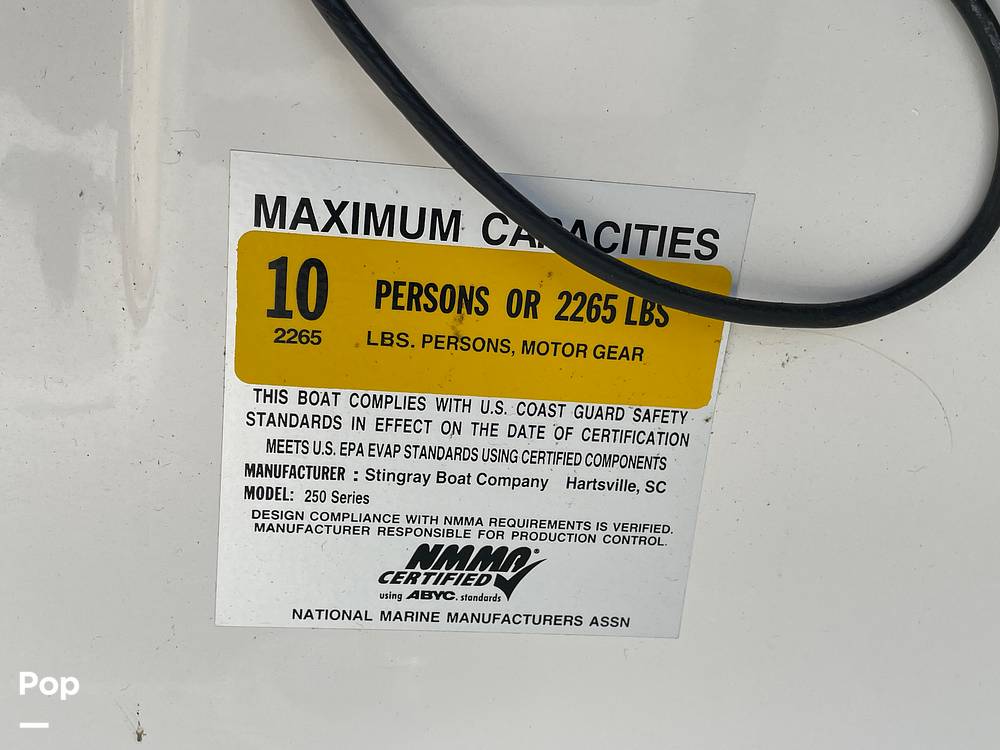 MAXIMUM CAPACITIES
10 PERSONS OR 2265 LBS
2265 LBS. PERSONS, MOTOR GEAR
THIS BOAT COMPLIES WITH U.S. COAST GUARD SAFETY
STANDARDS IN EFFECT ON THE DATE OF CERTIFICATION
MEETS U.S. EPA EVAP STANDARDS USING CERTIFIED COMPONENTS
MANUFACTURER : Stingray Boat Company Hartsville, SC
MODEL: 250 Series
DESIGN COMPLIANCE WITH NMMA REQUIREMENTS IS VERIFIED.
MANUFACTURER RESPONSIBLE FOR PRODUCTION CONTROL.
NMMA®
CERTIFIED
using ABYC. standards
NATIONAL MARINE MANUFACTURERS ASSN
Pop